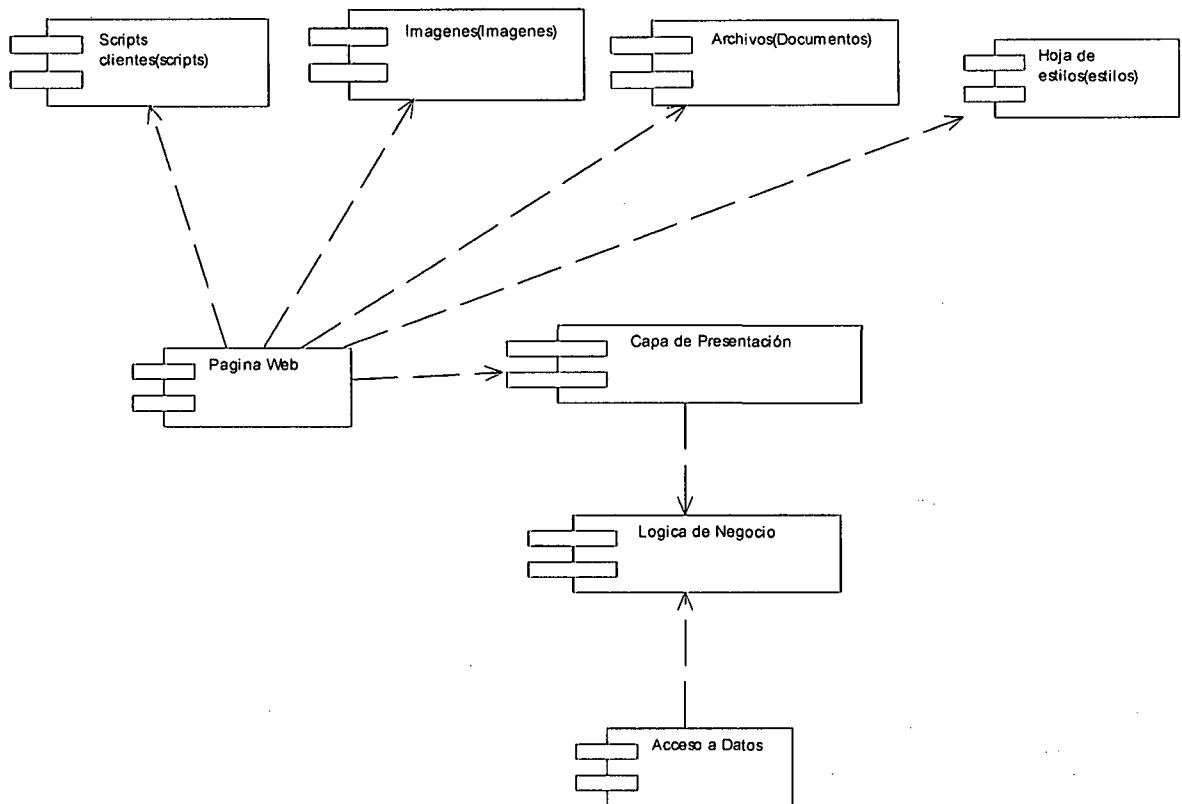 Scripts
clientes(scripts)
Imagenes(Imagenes)
Archivos(Documentos)
Hoja de
estilos(estilos)
Pagina Web
Capa de Presentación
Logica de Negocio
Acceso a Datos